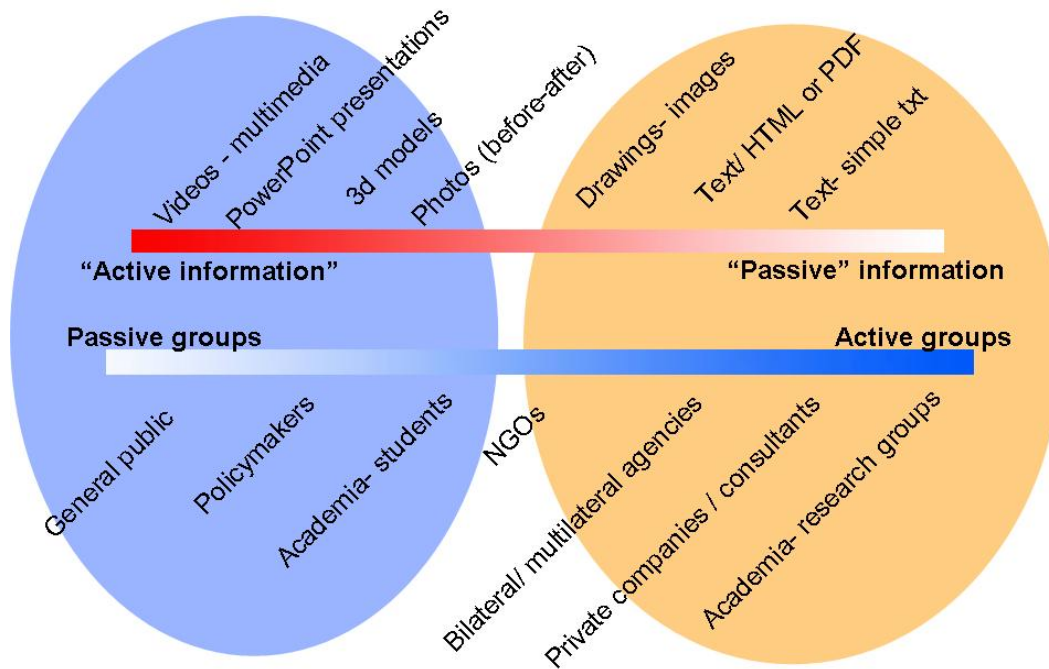 Videos - multimedia
PowerPoint presentations
3d models
Photos (before-after)
Drawings- images
Text/ HTML or PDF
Text- simple txt
“Active information”
“Passive” information
Passive groups
Active groups
General public
Policymakers
Academia- students
NGOs
Bilateral/ multilateral agencies
Private companies / consultants
Academia- research groups